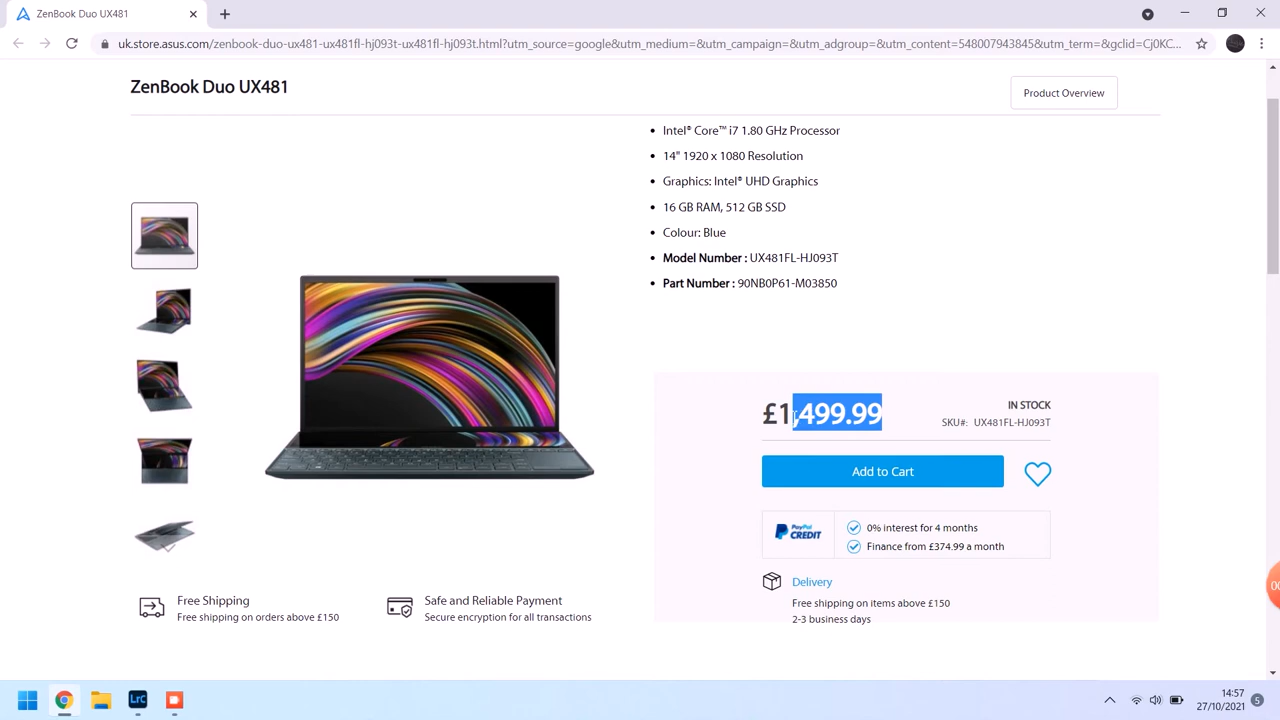 ZenBook Duo UX481
uk.store.asus.com/zenbook-duo-ux481-ux481fl-hj093t-ux481fl-hj093t.html?utm_source=google&utm_medium=&utm_campaign=&utm_adgroup=&utm_content=548007943845&utm_term=&gclid=Cj0KC...
ZenBook Duo UX481
Product Overview
Intel® Core™ i7 1.80 GHz Processor
14" 1920 x 1080 Resolution
Graphics: Intel® UHD Graphics
16 GB RAM, 512 GB SSD
Colour: Blue
Model Number : UX481FL-HJ093T
Part Number : 90NB0P61-M03850
£1,499.99
IN STOCK
SKU#: UX481FL-HJ093T
Add to Cart
PayPal CREDIT
0% interest for 4 months
Finance from £374.99 a month
Delivery
Free shipping on items above £150
2-3 business days
Free Shipping
Free shipping on orders above £150
Safe and Reliable Payment
Secure encryption for all transactions
00
LrC
14:57
27/10/2021
5